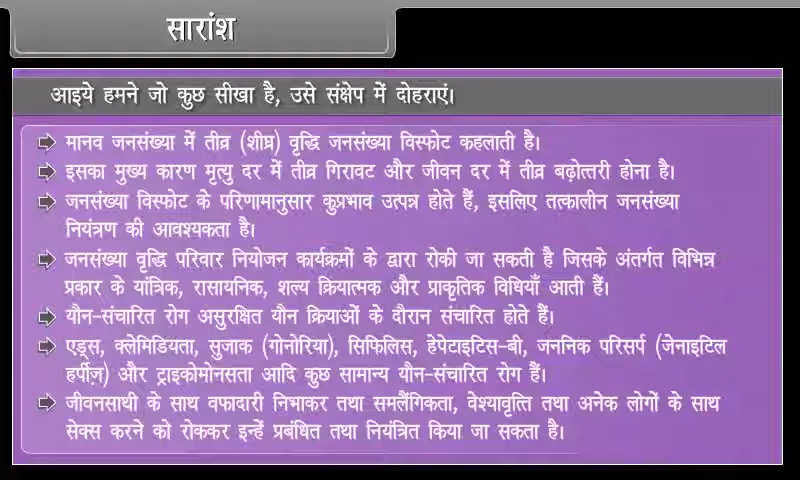 सारांश
आइये हमने जो कुछ सीखा है, उसे संक्षेप में दोहराएं।
मानव जनसंख्या में तीव्र (शीघ्र) वृद्धि जनसंख्या विस्फोट कहलाती है।
इसका मुख्य कारण मृत्यु दर में तीव्र गिरावट और जीवन दर में तीव्र बढ़ोत्तरी होना है।
जनसंख्या विस्फोट के परिणामानुसार कुप्रभाव उत्पन्न होते हैं, इसलिए तत्कालीन जनसंख्या
नियंत्रण की आवश्यकता है।
जनसंख्या वृद्धि परिवार नियोजन कार्यक्रमों के द्वारा रोकी जा सकती है जिसके अंतर्गत विभिन्न
प्रकार के यांत्रिक, रासायनिक, शल्य क्रियात्मक और प्राकृतिक विधियाँ आती हैं।
यौन-संचारित रोग असुरक्षित यौन क्रियाओं के दौरान संचारित होते हैं।
एड्स, क्लेमिडियता, सुजाक (गोनोरिया), सिफिलिस, हेपेटाइटिस-बी, जननिक परिसर्प (जेनाइटिल
हर्पीज़) और ट्राइकोमोनसता आदि कुछ सामान्य यौन-संचारित रोग हैं।
जीवनसाथी के साथ वफादारी निभाकर तथा समलैंगिकता, वेश्यावृत्ति तथा अनेक लोगों के साथ
सेक्स करने को रोककर इन्हें प्रबंधित तथा नियंत्रित किया जा सकता है।